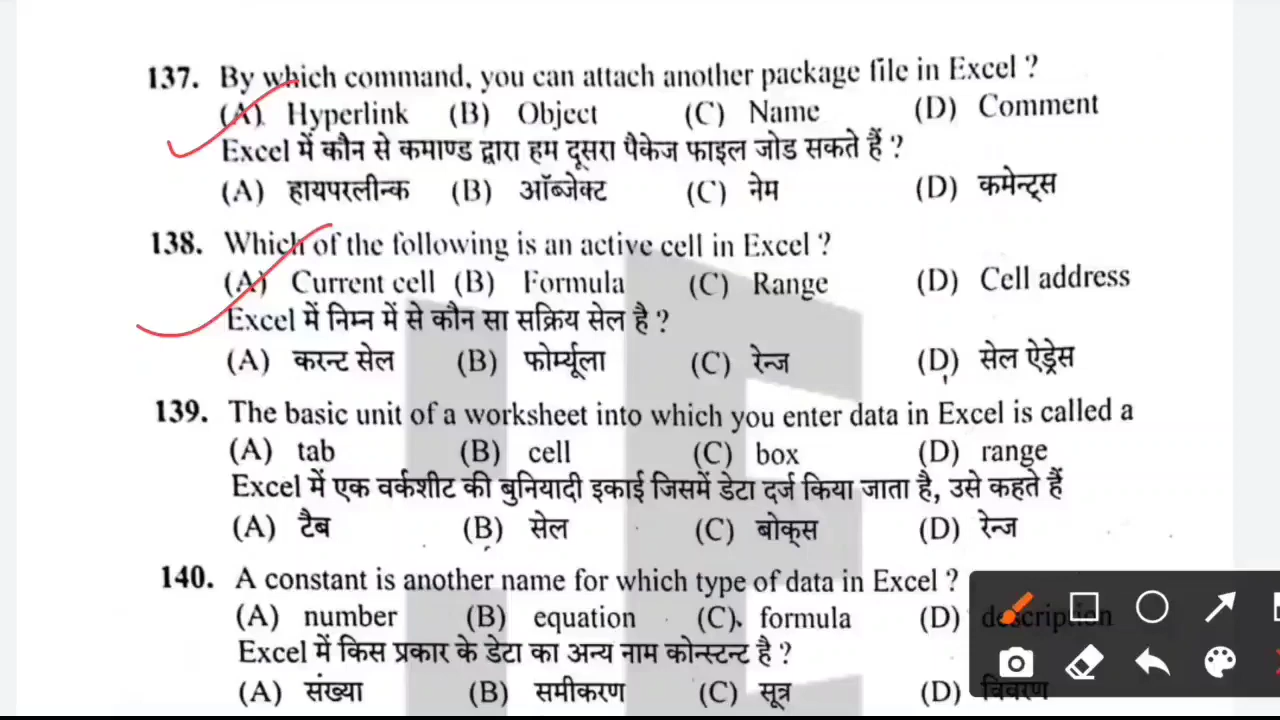 137. By which command, you can attach another package file in Excel ?
(A) Hyperlink (B) Object (C) Name (D) Comment
Excel में कौन से कमाण्ड द्वारा हम दूसरा पैकेज फाइल जोड सकते हैं ?
(A) हायपरलीन्क (B) ऑब्जेक्ट (C) नेम (D) कमेन्ट्स
138. Which of the following is an active cell in Excel ?
(A) Current cell (B) Formula (C) Range (D) Cell address
Excel में निम्न में से कौन सा सक्रिय सेल है ?
(A) करन्ट सेल (B) फोर्म्यूला (C) रेन्ज (D) सेल ऐड्रेस
139. The basic unit of a worksheet into which you enter data in Excel is called a
(A) tab (B) cell (C) box (D) range
Excel में एक वर्कशीट की बुनियादी इकाई जिसमें डेटा दर्ज किया जाता है, उसे कहते हैं
(A) टैब (B) सेल (C) बोक्स (D) रेन्ज
140. A constant is another name for which type of data in Excel ?
(A) number (B) equation (C) formula (D) description
Excel में किस प्रकार के डेटा का अन्य नाम कोन्स्टन्ट है ?
(A) संख्या (B) समीकरण (C) सूत्र (D) विवरण